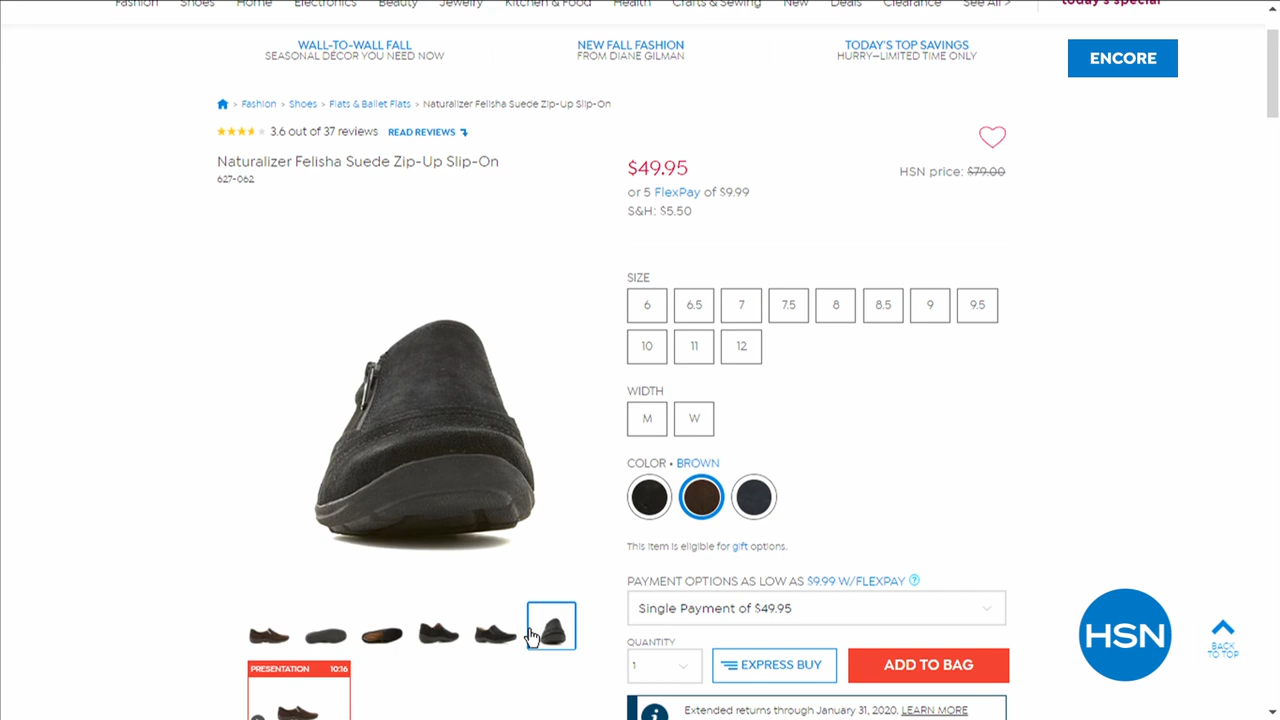 Fashion Shoes Home Electronics Beauty Jewelry Kitchen & Food Health Crafts & Sewing New Deals Clearance See All > today's special
WALL-TO-WALL FALL
SEASONAL DÉCOR YOU NEED NOW
NEW FALL FASHION
FROM DIANE GILMAN
TODAY'S TOP SAVINGS
HURRY—LIMITED TIME ONLY
ENCORE
> Fashion > Shoes > Flats & Ballet Flats > Naturalizer Felisha Suede Zip-Up Slip-On
3.6 out of 37 reviews READ REVIEWS
Naturalizer Felisha Suede Zip-Up Slip-On
627-062
$49.95
HSN price: $79.00
or 5 FlexPay of $9.99
S&H: $5.50
SIZE
6 6.5 7 7.5 8 8.5 9 9.5
10 11 12
WIDTH
M W
COLOR • BROWN
This item is eligible for gift options.
PAYMENT OPTIONS AS LOW AS $9.99 W/FLEXPAY ?
Single Payment of $49.95
QUANTITY
1
EXPRESS BUY
ADD TO BAG
Extended returns through January 31, 2020. LEARN MORE
PRESENTATION 10:16
HSN
BACK
TO TOP